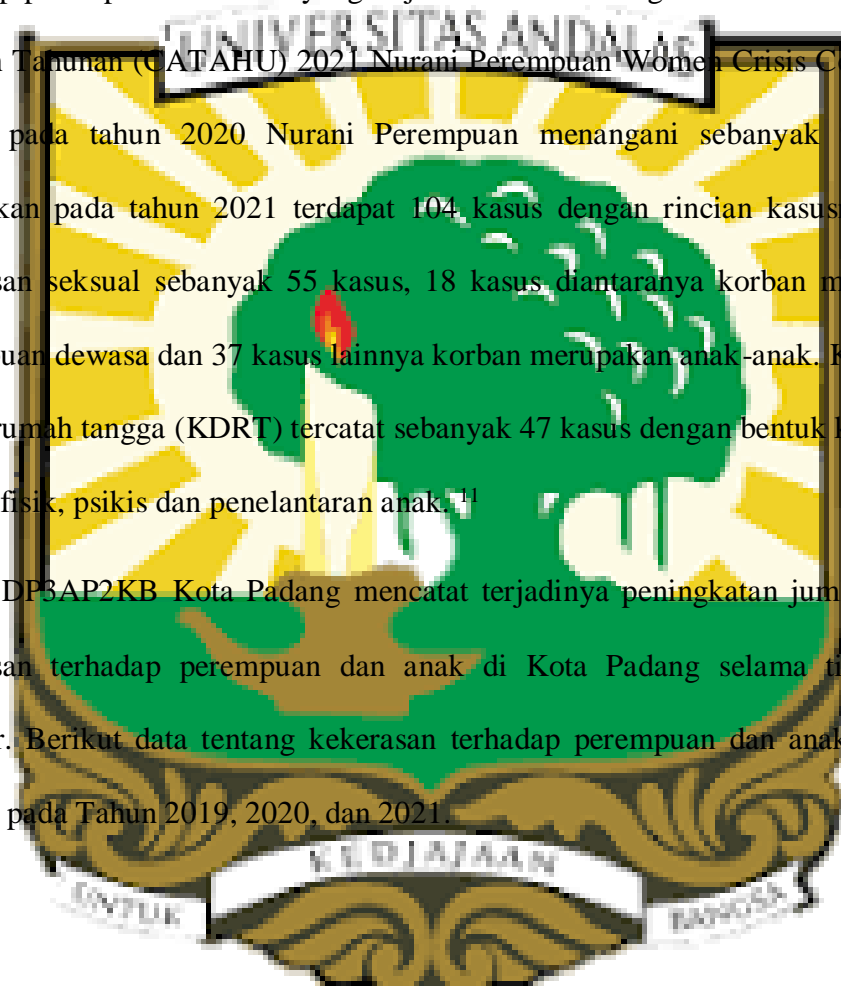 UNIVERSITAS ANDALAS
Tahunan (CATAHU) 2021 Nurani Perempuan Women Crisis
pada tahun 2020 Nurani Perempuan menangani sebanyak
kan pada tahun 2021 terdapat 104 kasus dengan rincian
san seksual sebanyak 55 kasus, 18 kasus diantaranya korban
uan dewasa dan 37 kasus lainnya korban merupakan anak-anak.
rumah tangga (KDRT) tercatat sebanyak 47 kasus dengan bentuk
fisik, psikis dan penelantaran anak. 11
DP3AP2KB Kota Padang mencatat terjadinya peningkatan
san terhadap perempuan dan anak di Kota Padang selama
r. Berikut data tentang kekerasan terhadap perempuan dan anak
pada Tahun 2019, 2020, dan 2021.
KEDJAJAAN
UNTUK BANGSA